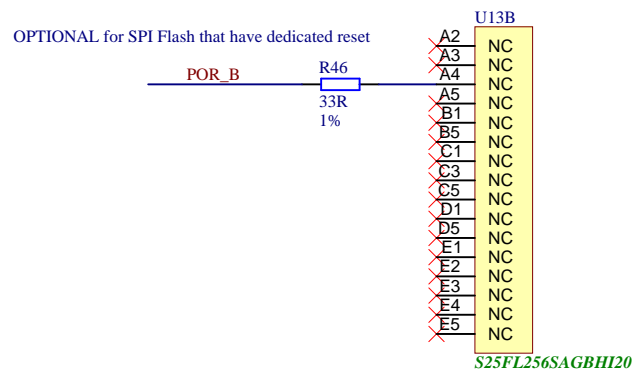 U13B
OPTIONAL for SPI Flash that have dedicated reset
POR_B
R46
33R
1%
A2 NC
A3 NC
A4 NC
A5 NC
B1 NC
B5 NC
C1 NC
C3 NC
C5 NC
D1 NC
D5 NC
E1 NC
E2 NC
E3 NC
E4 NC
E5 NC
S25FL256SAGBHI20